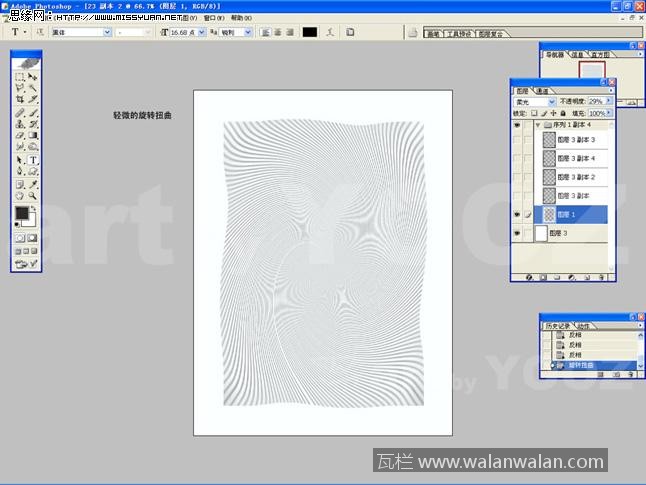 Adobe Photoshop - [23 副本 2 @ 66.7% (图层 1, RGB/8)]
思缘网: http://www.missyuan.net
窗口(W) 帮助(H)
T 黑体 16.68 点 锐利
画笔 工具预设 图层复合
导航器 信息 直方图
轻微的旋转扭曲
图层 通道
柔光 不透明度: 29%
锁定: 填充: 100%
序列 1 副本 4
图层 3 副本 3
图层 3 副本 4
图层 3 副本 2
图层 3 副本
图层 1
图层 3
art by YOOZ
历史记录 动作
反相
反相
反相
旋转扭曲
by YOOZ
瓦栏 www.walanwalan.com